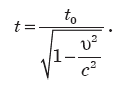 t = t₀ / √(1 − υ²/c²) .